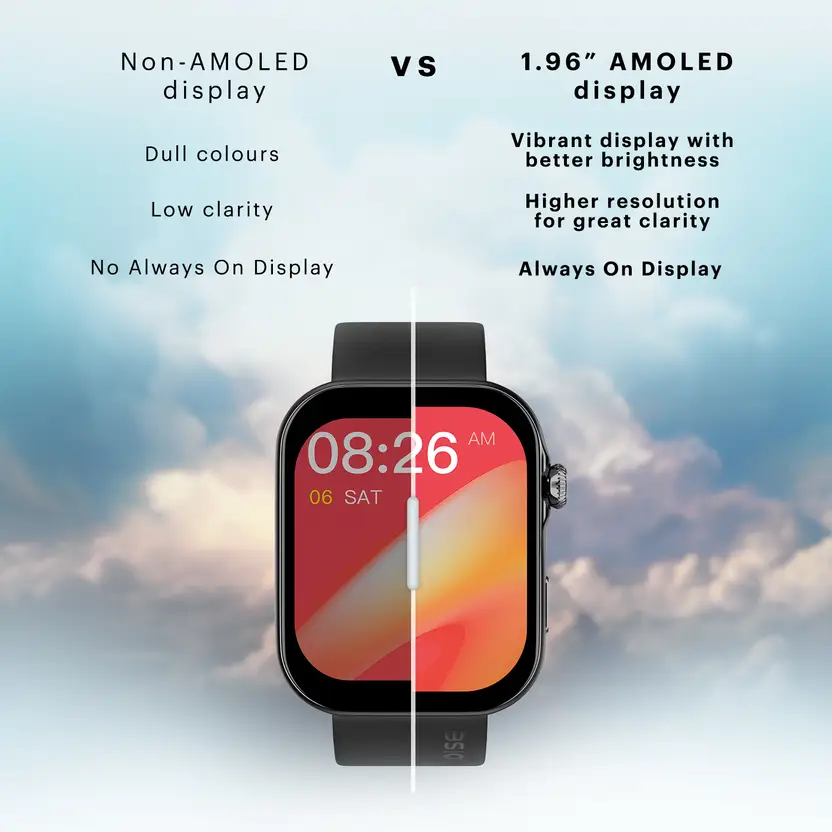 Non-AMOLED
display
VS
1.96” AMOLED
display
Dull colours
Vibrant display with
better brightness
Low clarity
Higher resolution
for great clarity
No Always On Display
Always On Display
08:26 AM
06 SAT
OISE